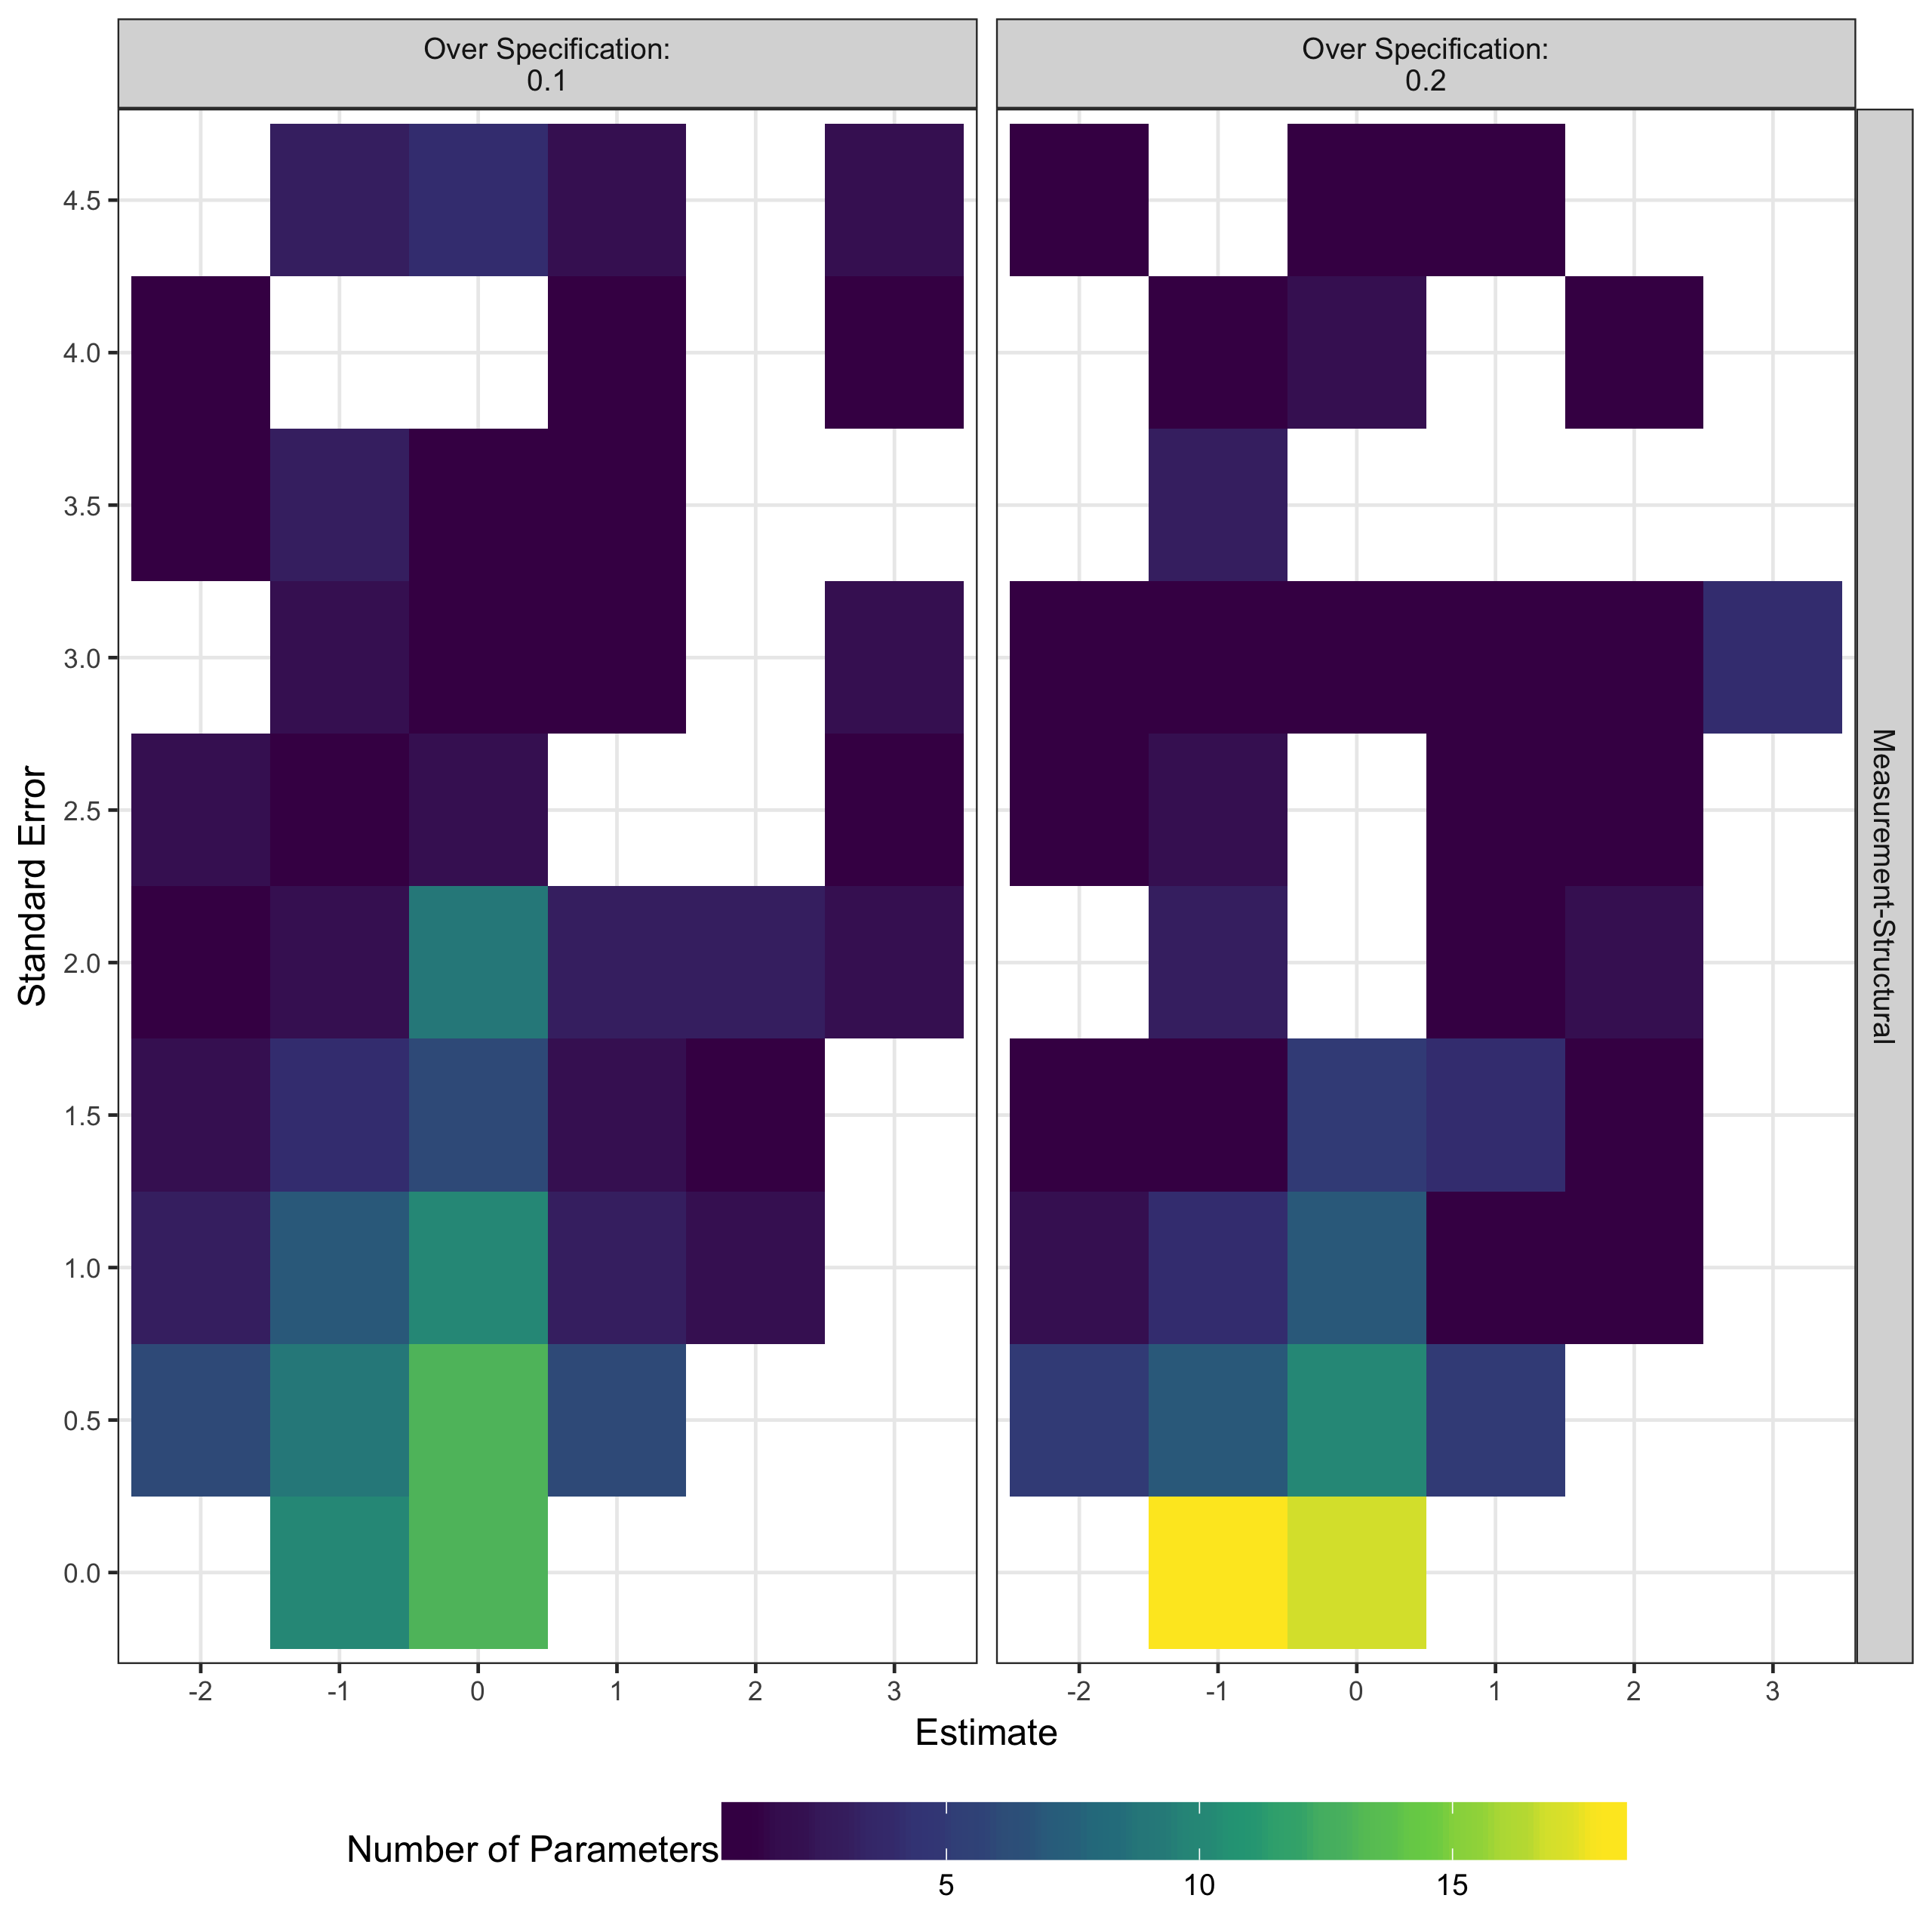 Over Specification:
0.1
Over Specification:
0.2
Measurement-Structural
Standard Error
4.5
4.0
3.5
3.0
2.5
2.0
1.5
1.0
0.5
0.0
-2 -1 0 1 2 3
-2 -1 0 1 2 3
Estimate
Number of Parameters
5 10 15